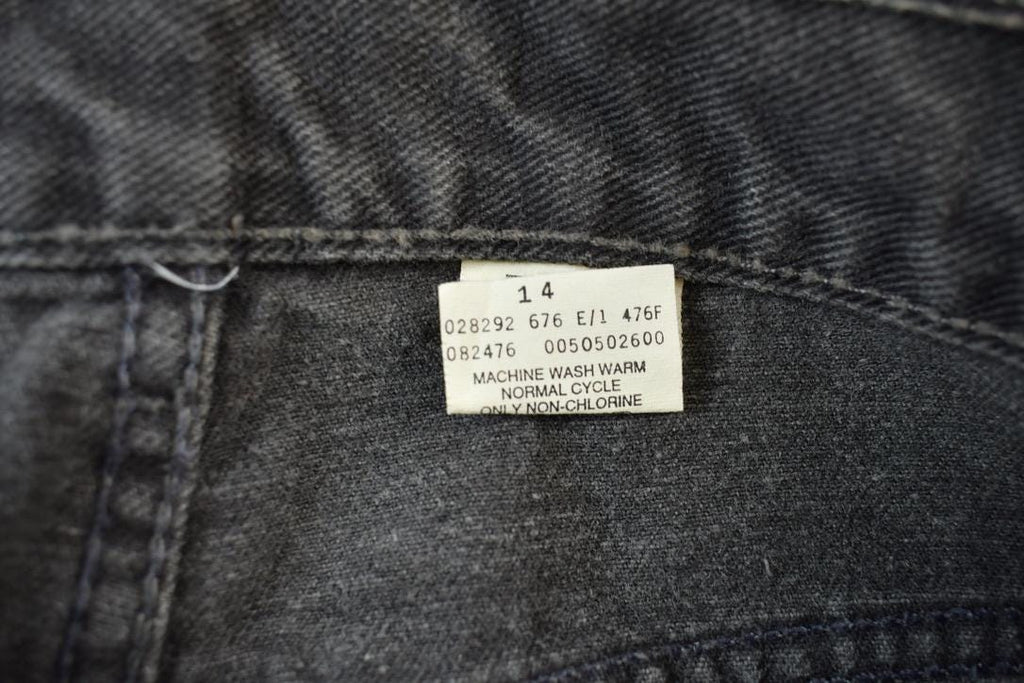 14
028292 676 E/1 476F
082476 0050502600
MACHINE WASH WARM
NORMAL CYCLE
ONLY NON-CHLORINE